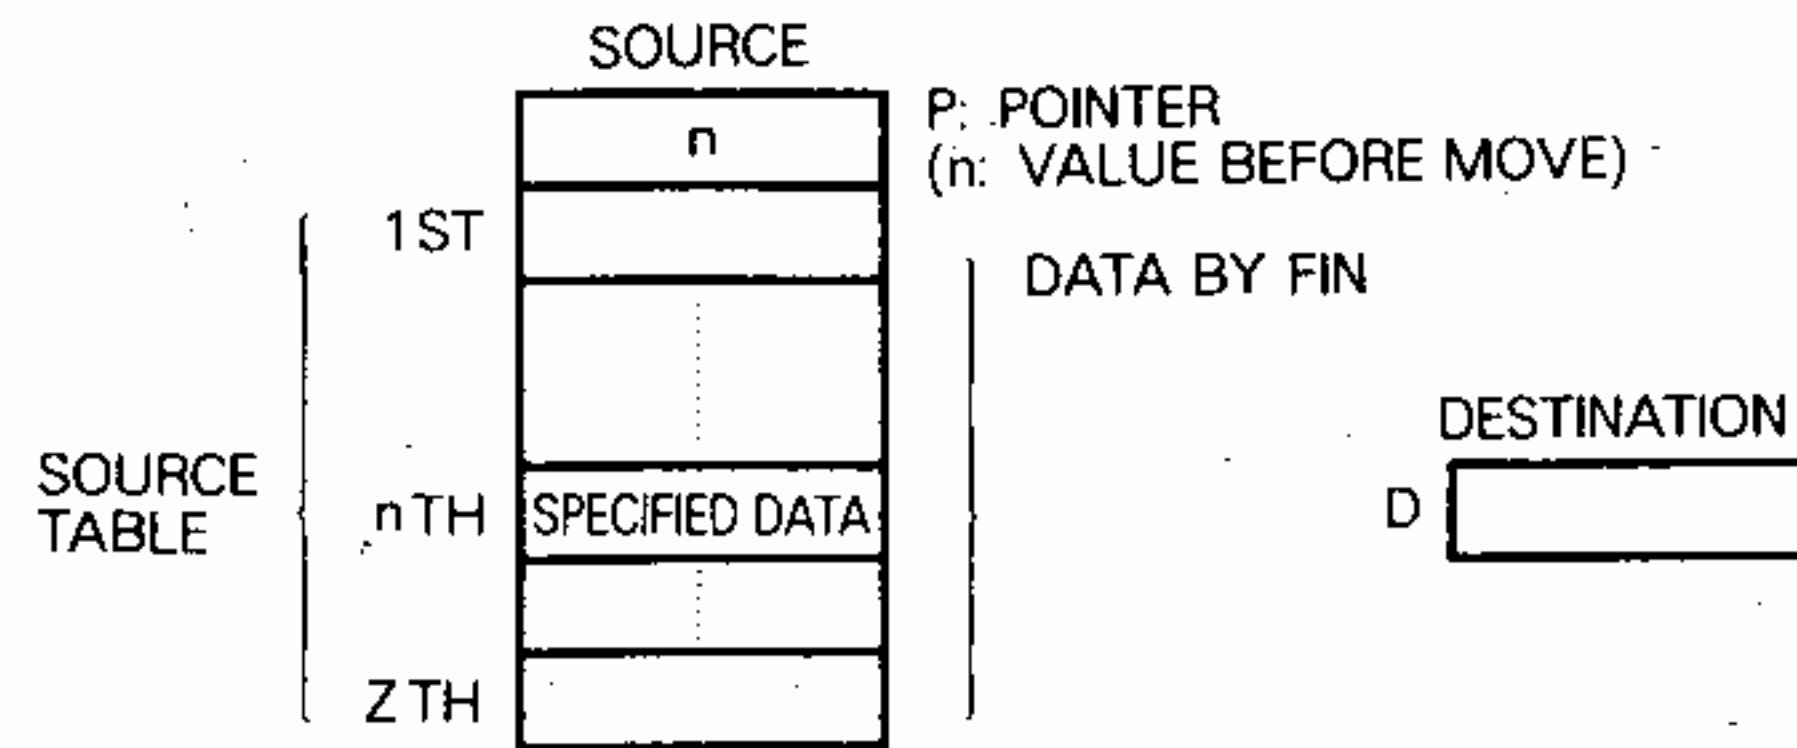 SOURCE
n
P: POINTER
(n: VALUE BEFORE MOVE)
1ST
DATA BY FIN
DESTINATION
SOURCE
TABLE
nTH
SPECIFIED DATA
D
ZTH